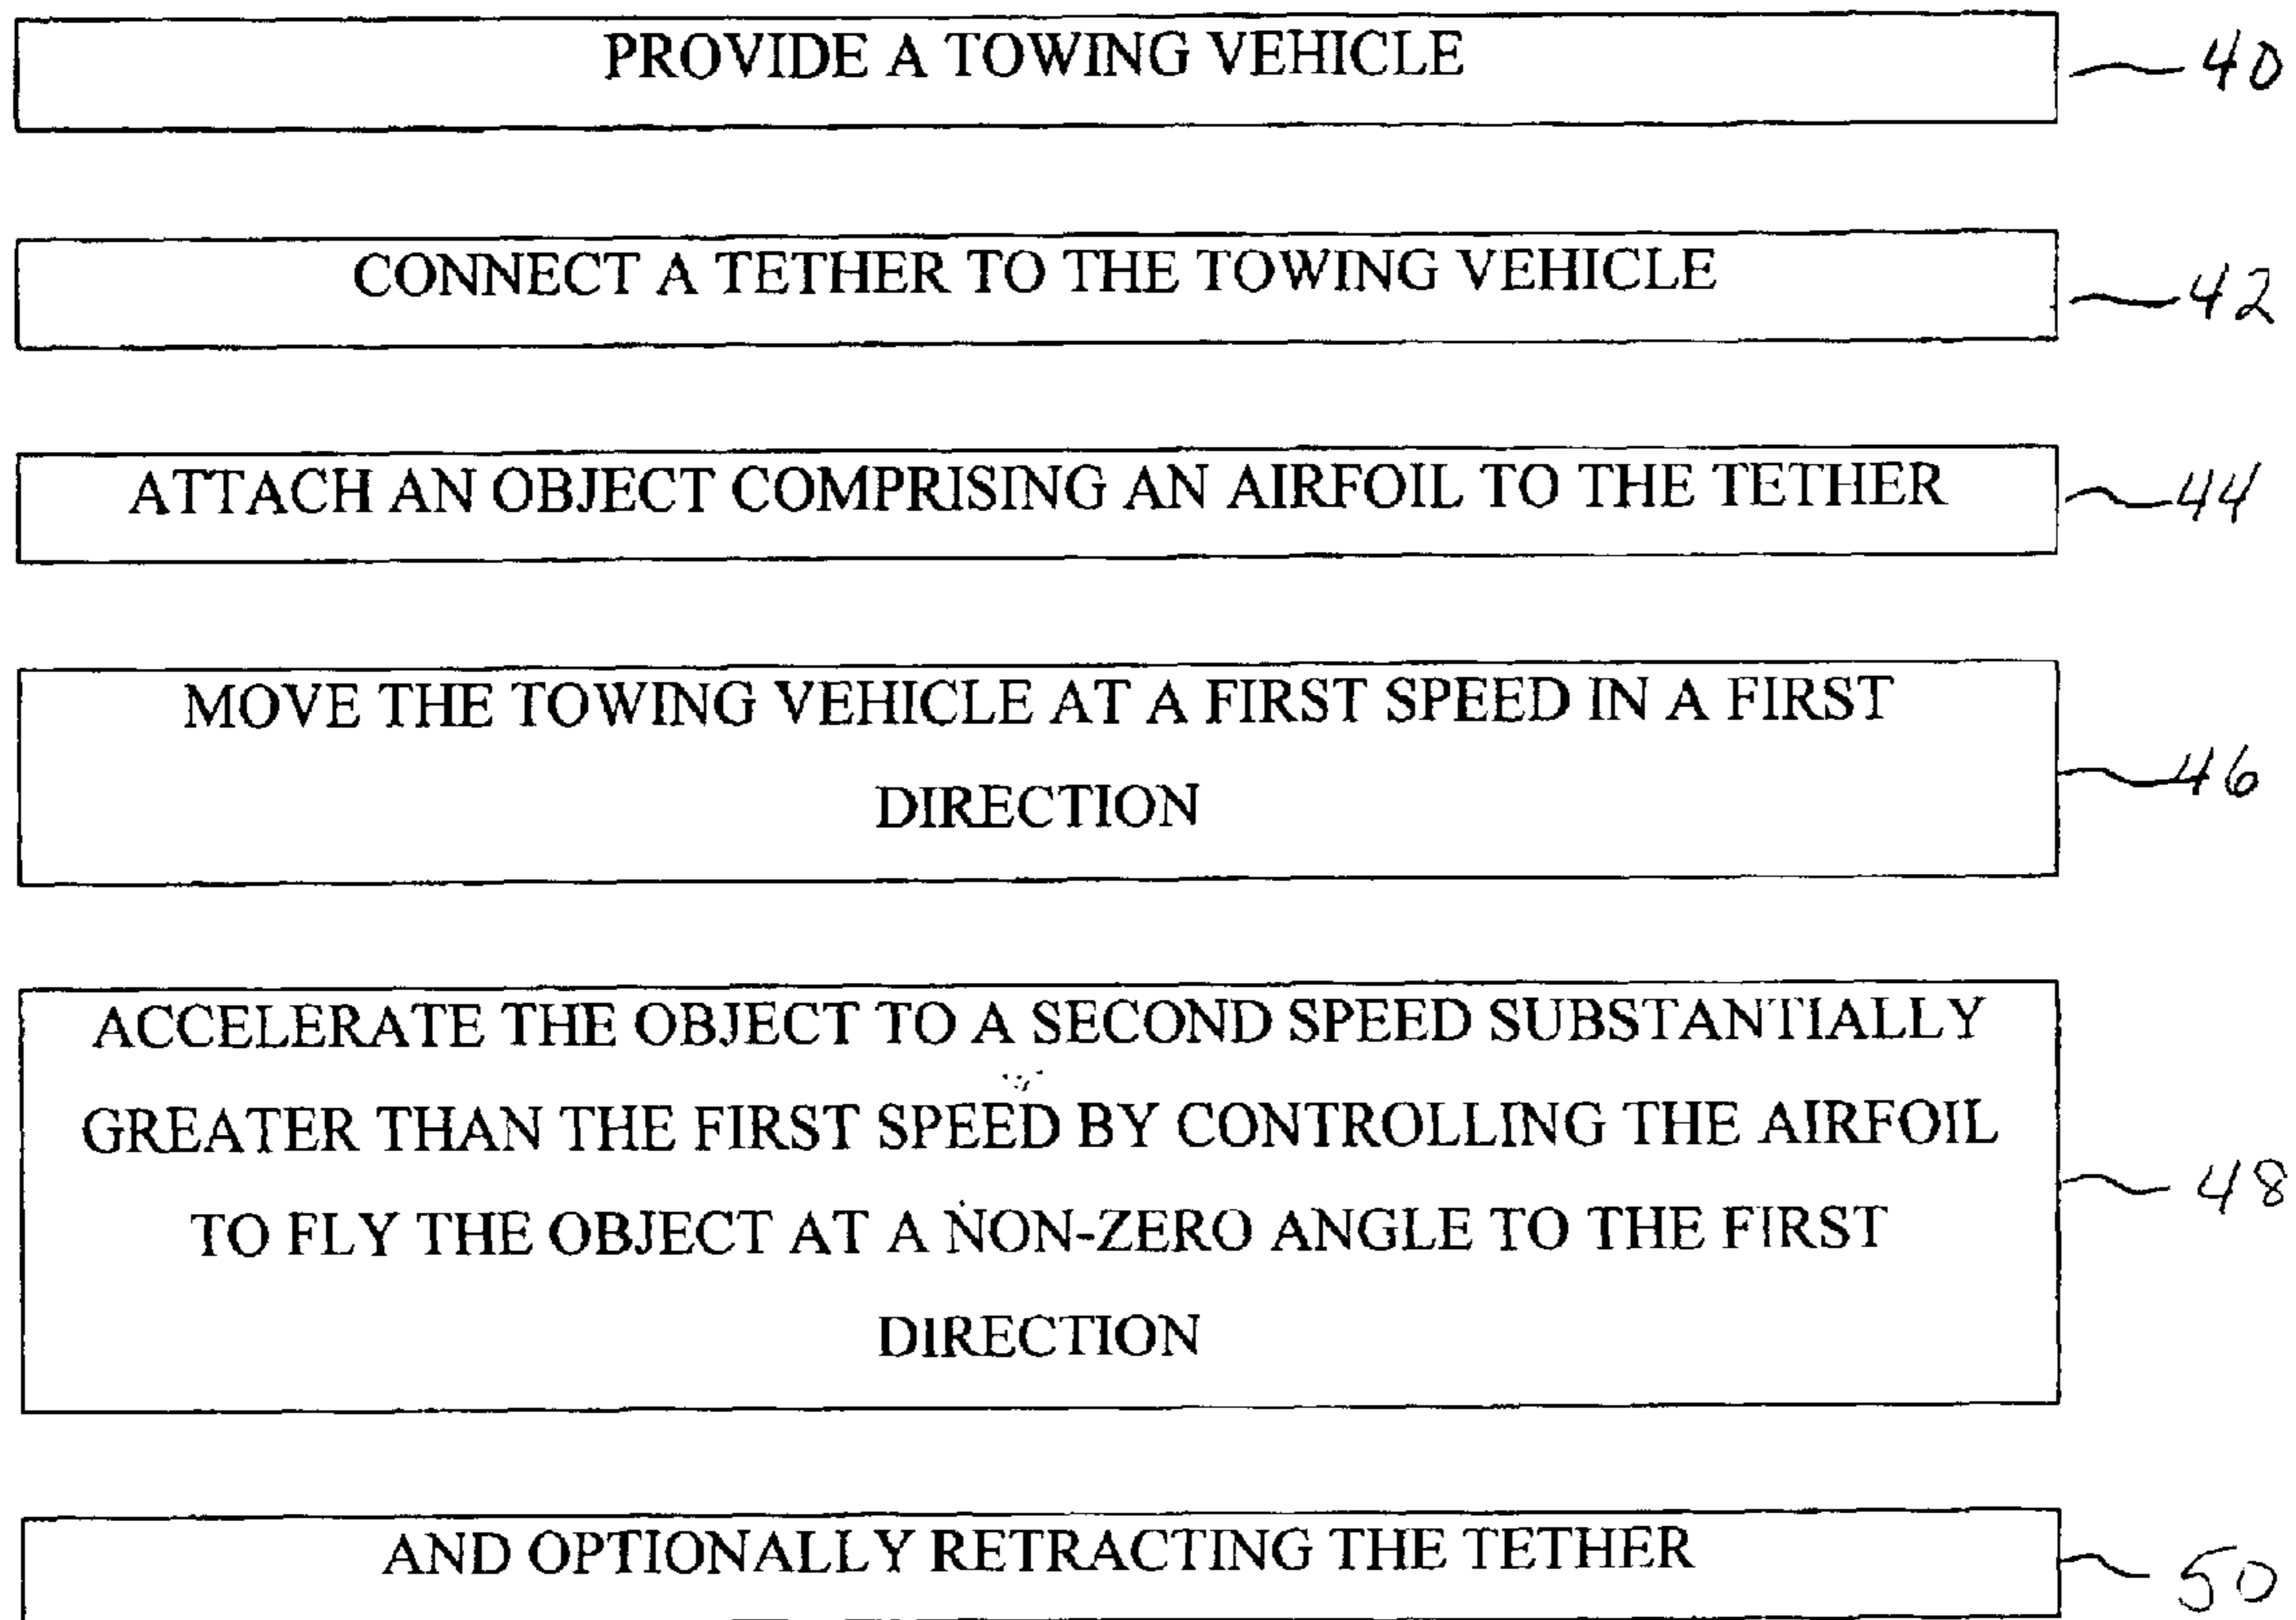 PROVIDE A TOWING VEHICLE 40
CONNECT A TETHER TO THE TOWING VEHICLE 42
ATTACH AN OBJECT COMPRISING AN AIRFOIL TO THE TETHER 44
MOVE THE TOWING VEHICLE AT A FIRST SPEED IN A FIRST
DIRECTION 46
ACCELERATE THE OBJECT TO A SECOND SPEED SUBSTANTIALLY
GREATER THAN THE FIRST SPEED BY CONTROLLING THE AIRFOIL
TO FLY THE OBJECT AT A NON-ZERO ANGLE TO THE FIRST 48
DIRECTION
AND OPTIONALLY RETRACTING THE TETHER 50